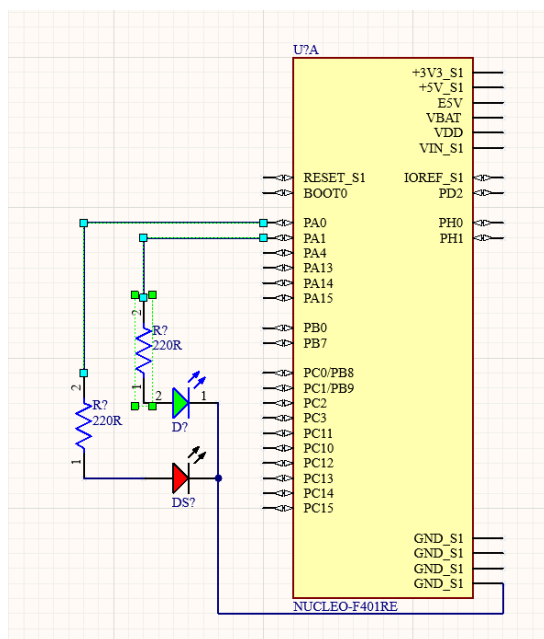 U?A
+3V3_S1
+5V_S1
E5V
VBAT
VDD
VIN_S1
RESET_S1 IOREF_S1
BOOT0 PD2
PA0 PH0
PA1 PH1
PA4
PA13
PA14
PA15
2
R? PB0
220R PB7
1
PC0/PB8
2 2 1 PC1/PB9
R? PC2
220R D? PC3
PC11
PC10
1 PC12
PC13
DS? PC14
PC15
GND_S1
GND_S1
GND_S1
GND_S1
NUCLEO-F401RE